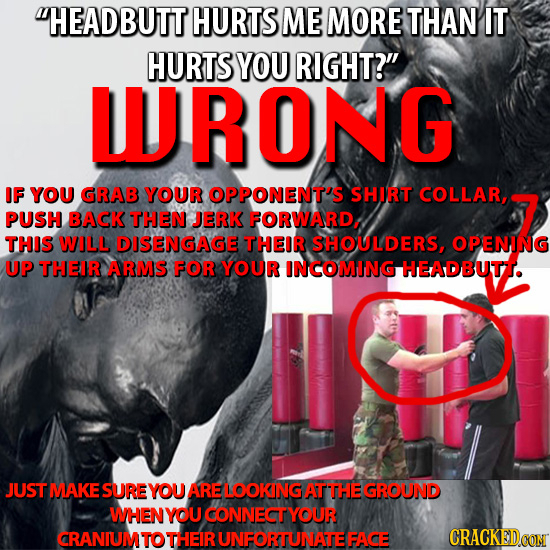 "HEADBUTT HURTS ME MORE THAN IT
HURTS YOU RIGHT?"
WRONG
IF YOU GRAB YOUR OPPONENT'S SHIRT COLLAR,
PUSH BACK THEN JERK FORWARD,
THIS WILL DISENGAGE THEIR SHOULDERS, OPENING
UP THEIR ARMS FOR YOUR INCOMING HEADBUTT.
JUST MAKE SURE YOU ARE LOOKING AT THE GROUND
WHEN YOU CONNECT YOUR
CRANIUM TO THEIR UNFORTUNATE FACE
CRACKED.COM